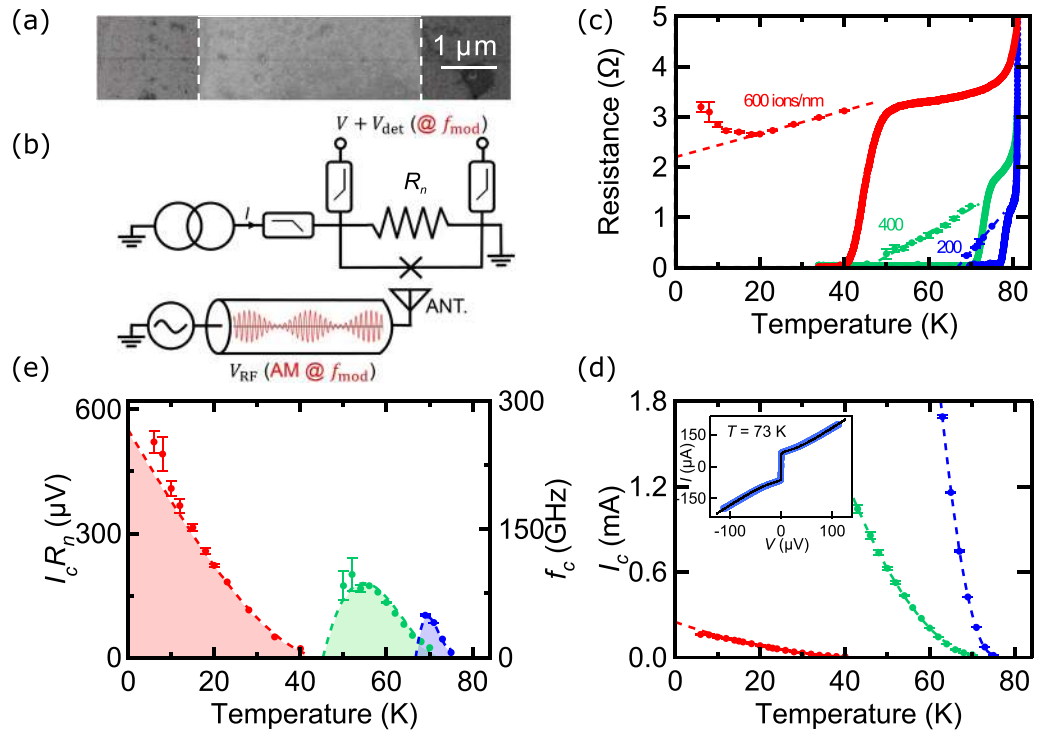 (a)
1 µm
(b)
V + V_det (@ f_mod)
R_n
I
ANT.
V_RF (AM @ f_mod)
(c)
Resistance (Ω)
5
4
3
2
1
0
600 ions/nm
400
200
0 20 40 60 80
Temperature (K)
(e)
I_c R_n (µV)
600
300
0
300
150
0
f_c (GHz)
0 20 40 60 80
Temperature (K)
(d)
I_c (mA)
1.8
1.2
0.6
0.0
T = 73 K
I (µA)
150
0
-150
-100 0 100
V (µV)
0 20 40 60 80
Temperature (K)